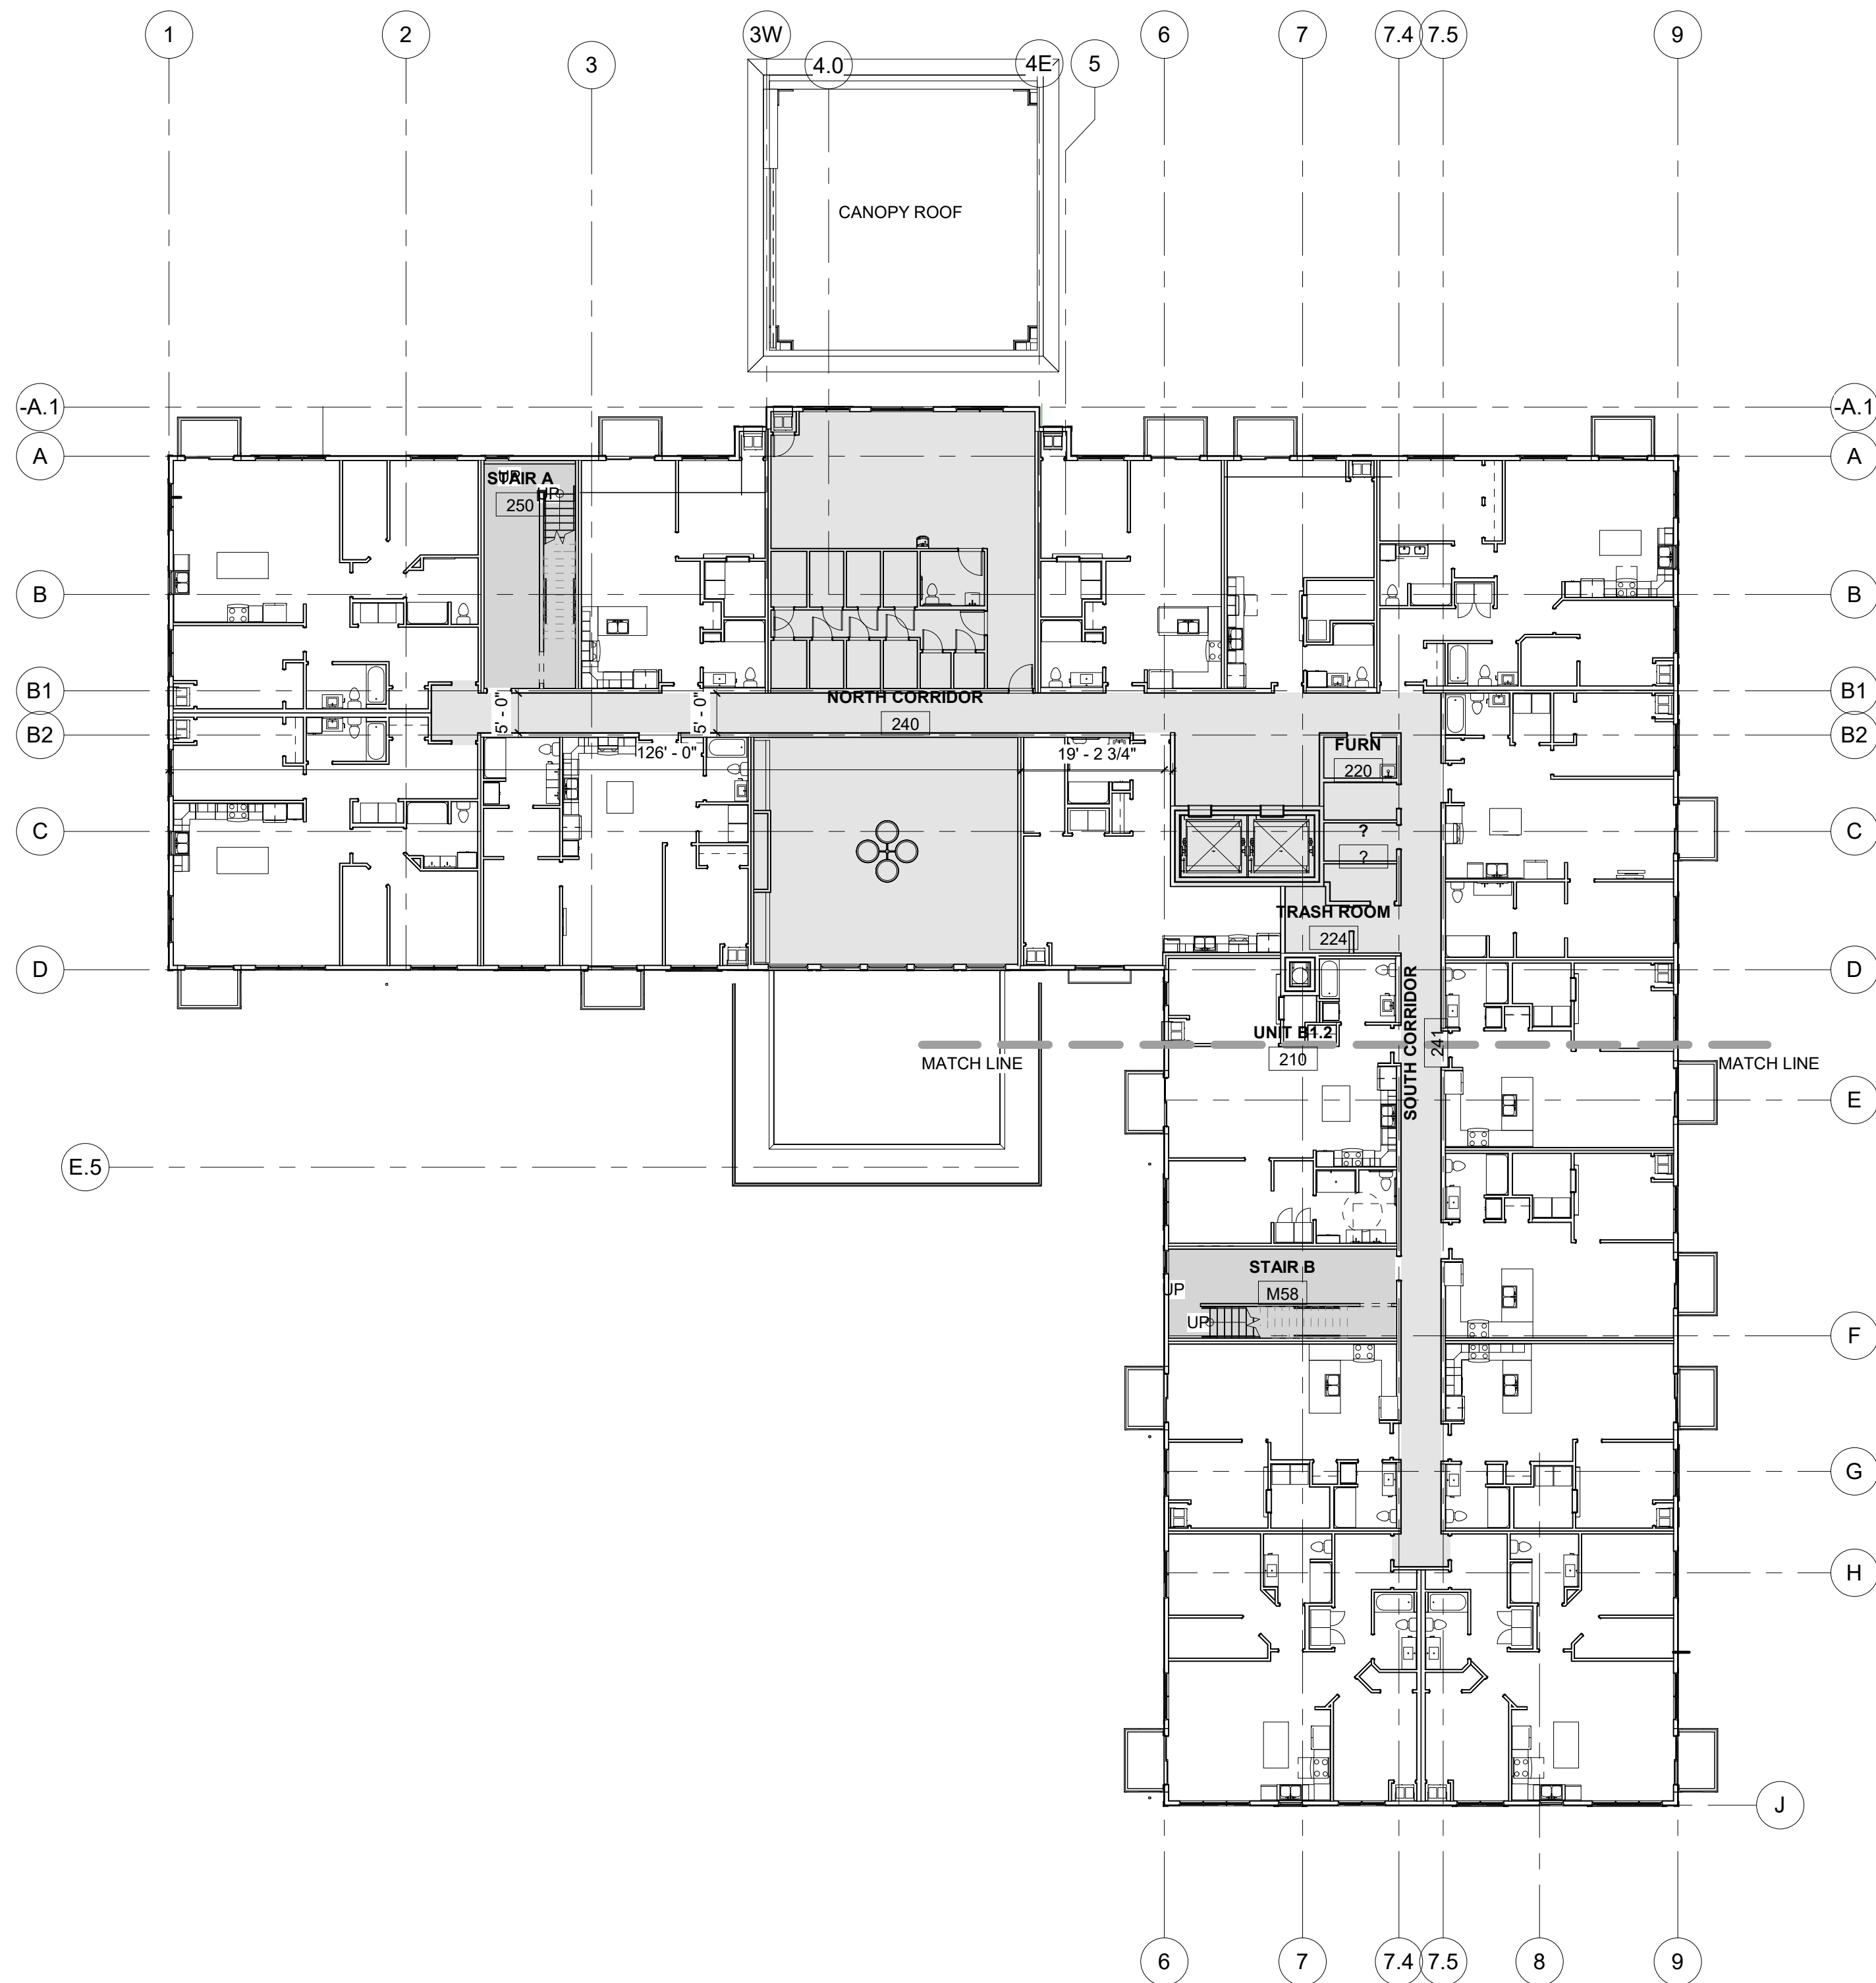 1
2
3
3W
4.0
4E
5
6
7
7.4
7.5
9
CANOPY ROOF
-A.1
-A.1
A
A
STAIR A
UP
UP
250
B
B
B1
B1
NORTH CORRIDOR
240
5' - 0"
5' - 0"
B2
B2
126' - 0"
19' - 2 3/4"
FURN
220
C
C
?
?
TRASH ROOM
224
D
D
SOUTH CORRIDOR
241
UNIT B1.2
210
MATCH LINE
MATCH LINE
E
E.5
STAIR B
M58
UP
UP
F
G
H
J
6
7
7.4
7.5
8
9